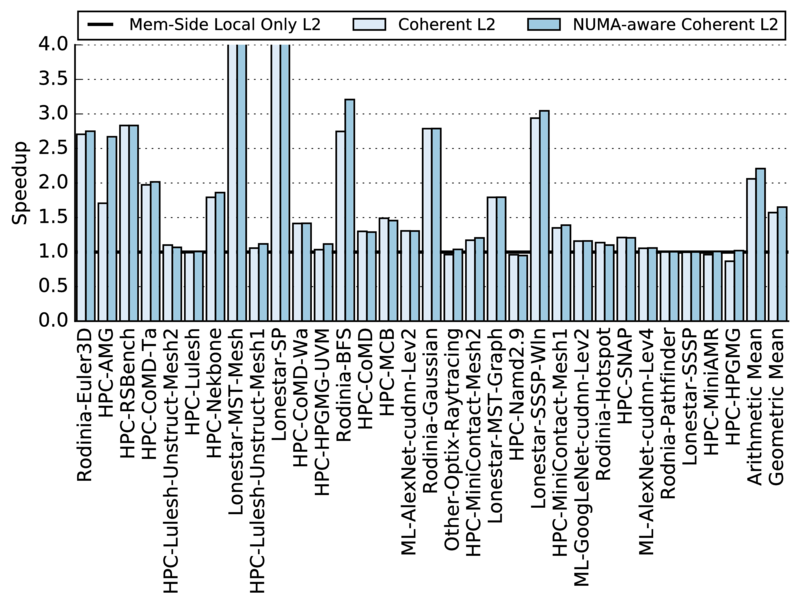 Mem-Side Local Only L2
Coherent L2
NUMA-aware Coherent L2
Speedup
4.0
3.5
3.0
2.5
2.0
1.5
1.0
0.5
0.0
Rodinia-Euler3D
HPC-AMG
HPC-RSBench
HPC-CoMD-Ta
HPC-Lulesh-Unstruct-Mesh2
HPC-Lulesh
HPC-Nekbone
Lonestar-MST-Mesh
HPC-Lulesh-Unstruct-Mesh1
Lonestar-SP
HPC-CoMD-Wa
HPC-HPGMG-UVM
Rodinia-BFS
HPC-CoMD
HPC-MCB
ML-AlexNet-cudnn-Lev2
Rodinia-Gaussian
Other-Optix-Raytracing
HPC-MiniContact-Mesh2
Lonestar-MST-Graph
HPC-Namd2.9
Lonestar-SSSP-Wln
HPC-MiniContact-Mesh1
ML-GoogLeNet-cudnn-Lev2
Rodinia-Hotspot
HPC-SNAP
ML-AlexNet-cudnn-Lev4
Rodnia-Pathfinder
Lonestar-SSSP
HPC-MiniAMR
HPC-HPGMG
Arithmetic Mean
Geometric Mean